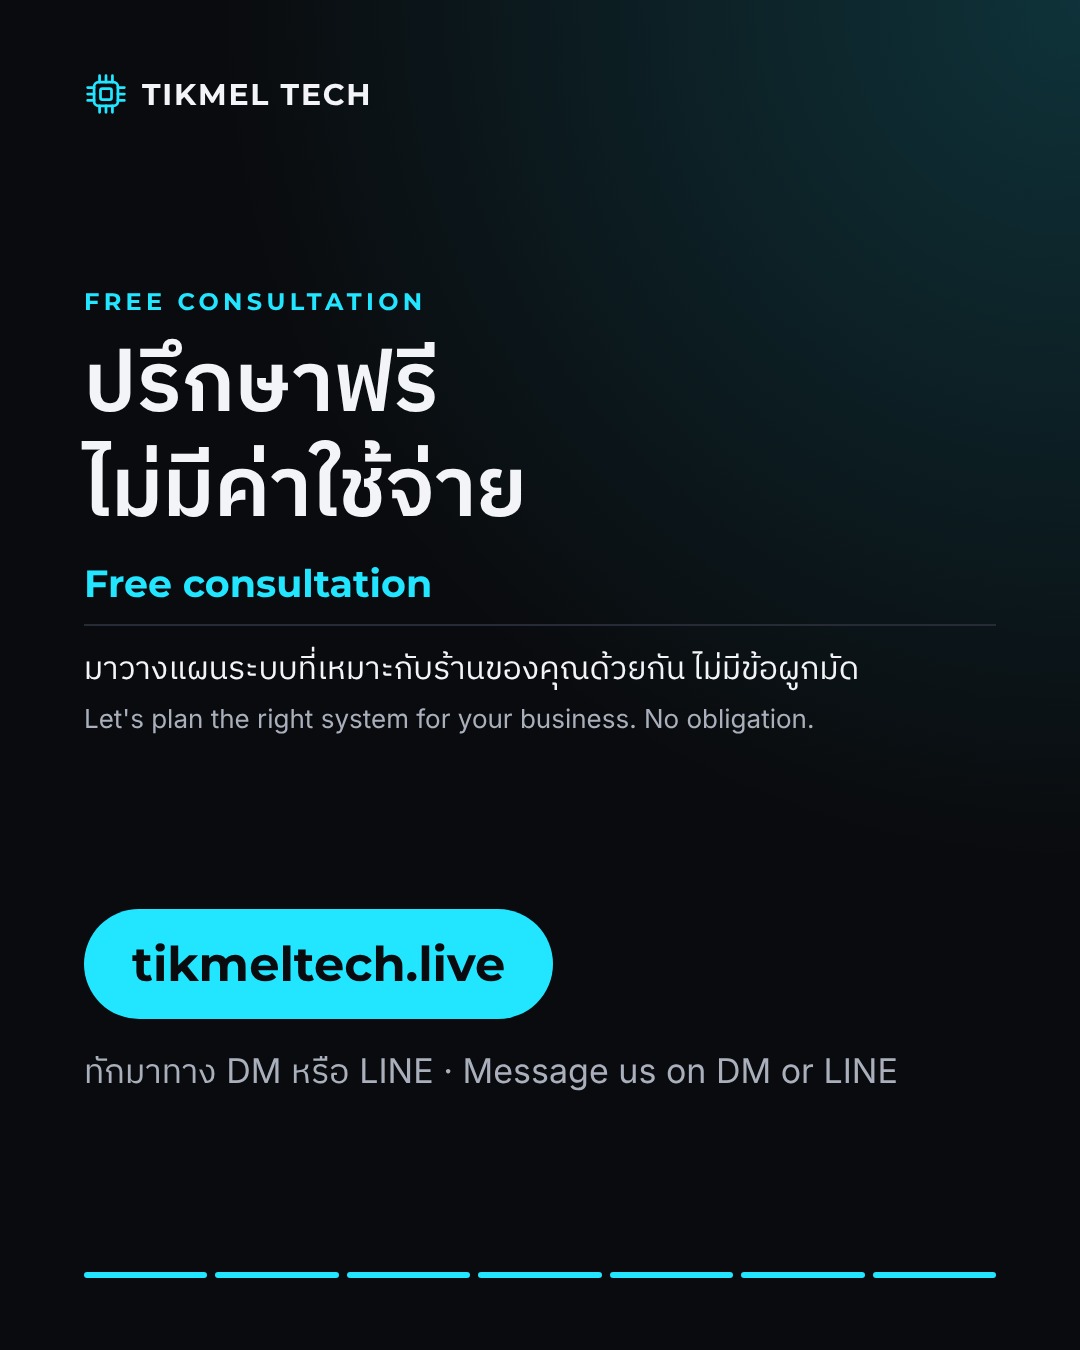 TIKMEL TECH
FREE CONSULTATION
ปรึกษาฟรี
ไม่มีค่าใช้จ่าย
Free consultation
มาวางแผนระบบที่เหมาะกับร้านของคุณด้วยกัน ไม่มีข้อผูกมัด
Let's plan the right system for your business. No obligation.
tikmeltech.live
ทักมาทาง DM หรือ LINE · Message us on DM or LINE